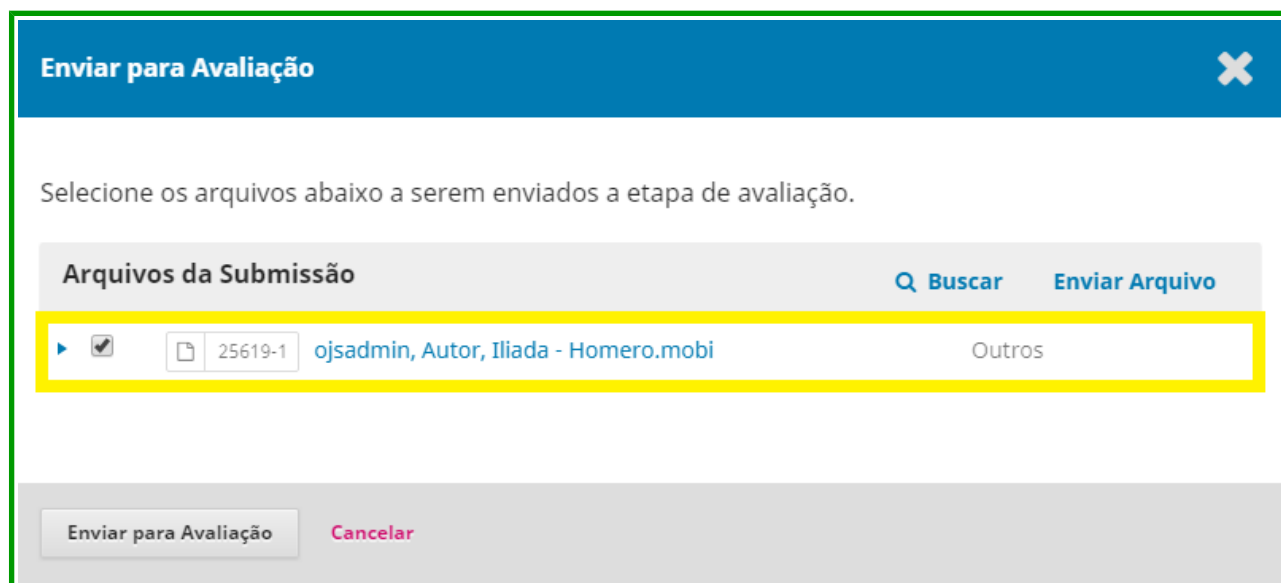 Enviar para Avaliação
Selecione os arquivos abaixo a serem enviados a etapa de avaliação.
Arquivos da Submissão Buscar Enviar Arquivo
25619-1 ojsadmin, Autor, Iliada - Homero.mobi Outros
Enviar para Avaliação Cancelar